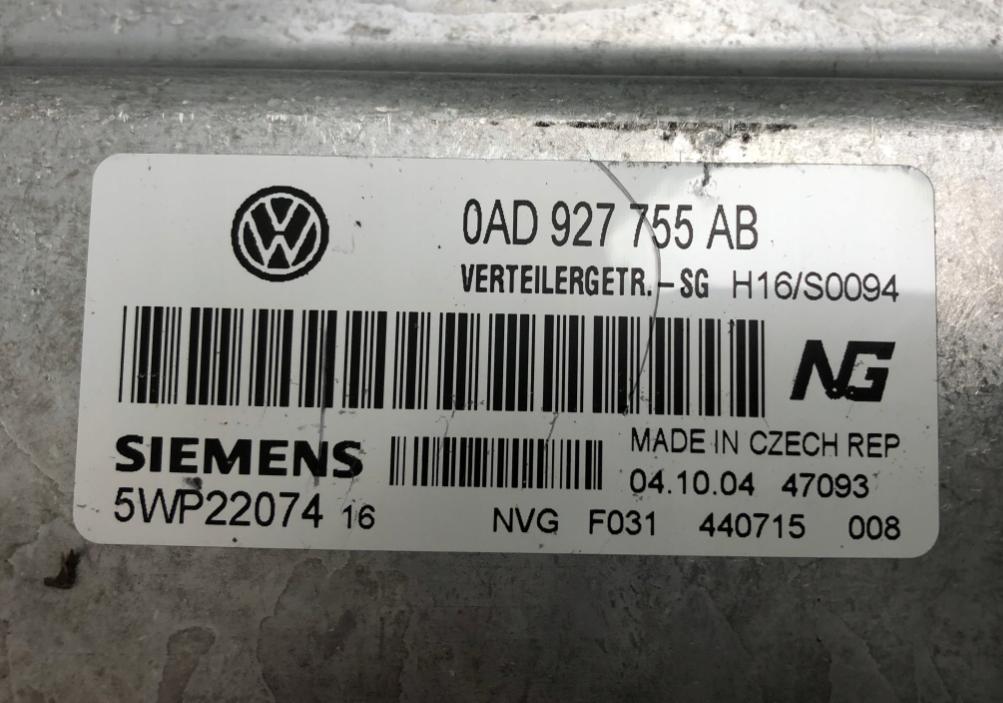 0AD 927 755 AB
VERTEILERGETR.-SG H16/S0094
NG
SIEMENS
MADE IN CZECH REP
04.10.04 47093
5WP22074 16
NVG F031 440715 008